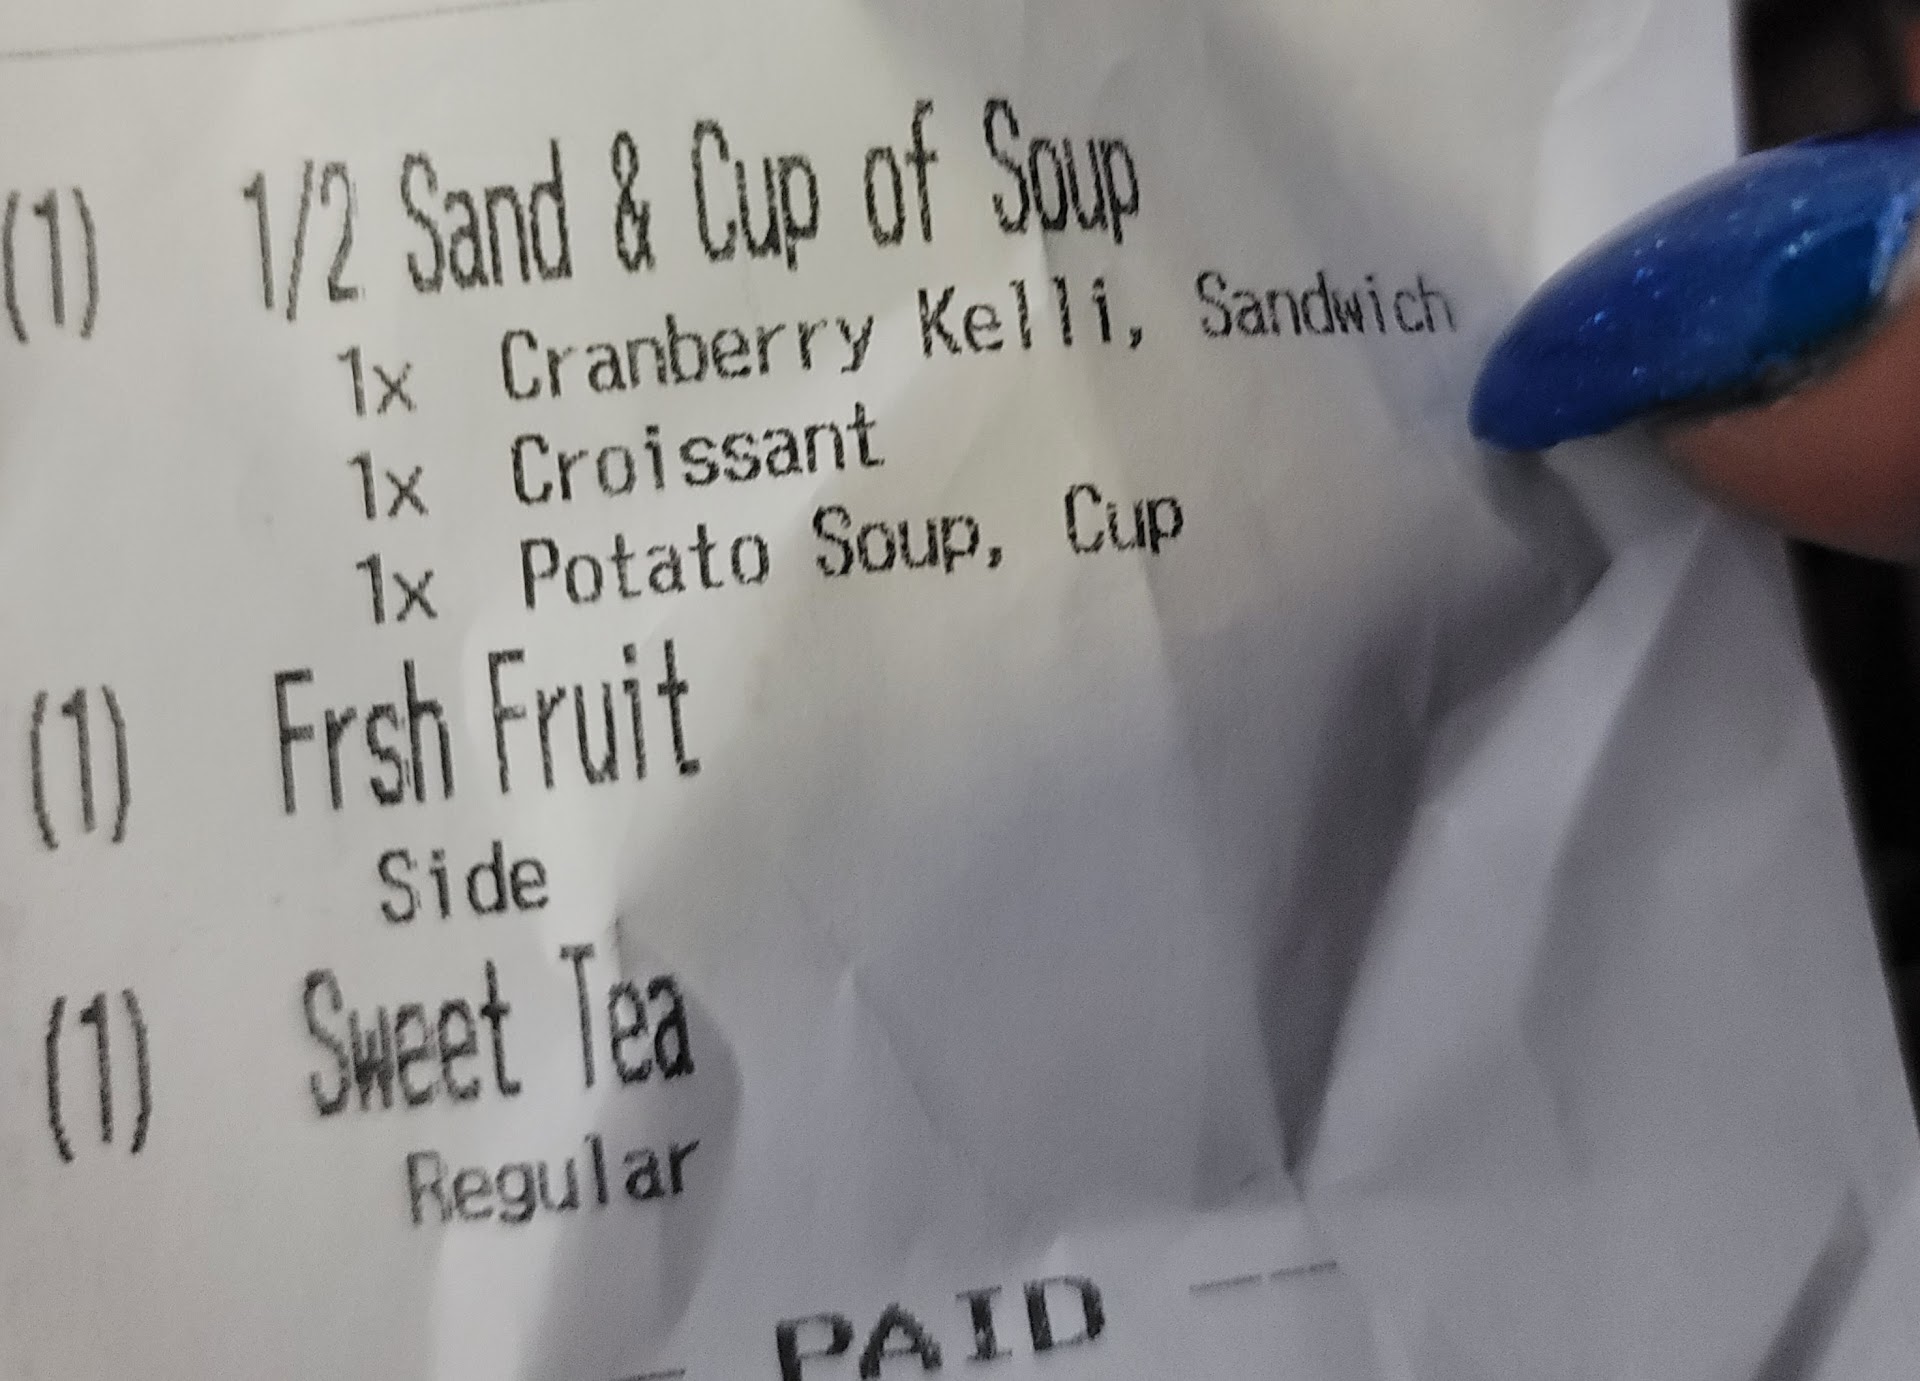 (1) 1/2 Sand & Cup of Soup
1x Cranberry Kelli, Sandwich
1x Croissant
1x Potato Soup, Cup
(1) Frsh Fruit
Side
(1) Sweet Tea
Regular
PAID